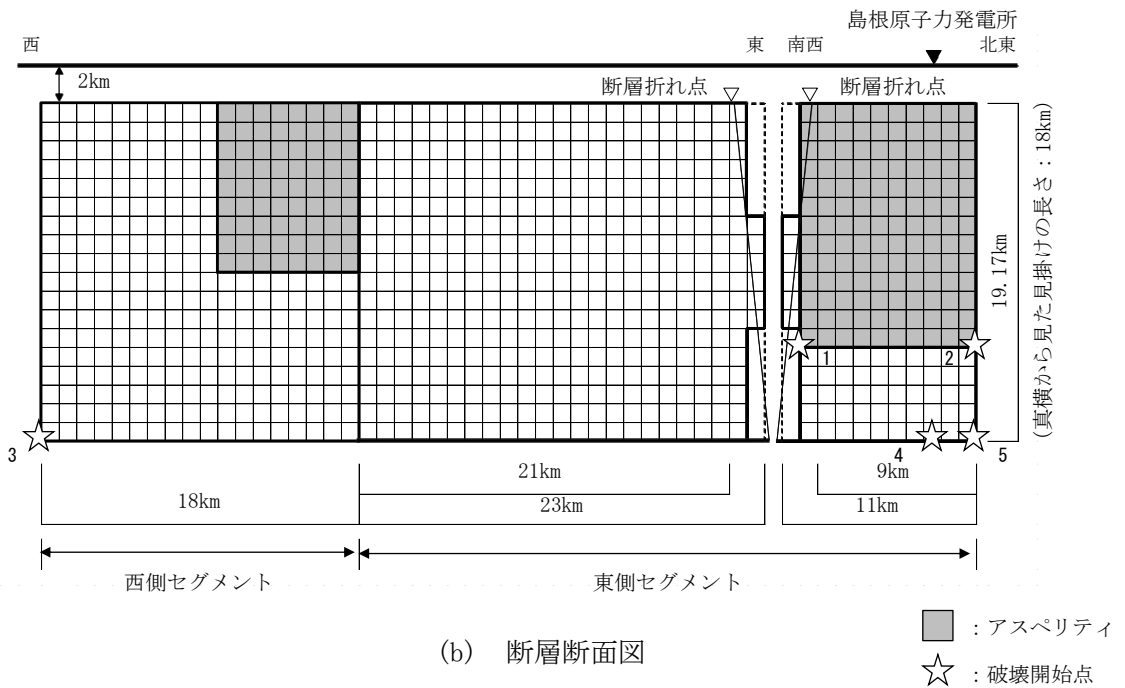 島根原子力発電所
西
東
南西
北東
2km
断層折れ点
断層折れ点
19.17km
(真横から見た見掛けの長さ:18km)
1
2
3
4
5
21km
9km
18km
23km
11km
西側セグメント
東側セグメント
:アスペリティ
(b) 断層断面図
:破壊開始点